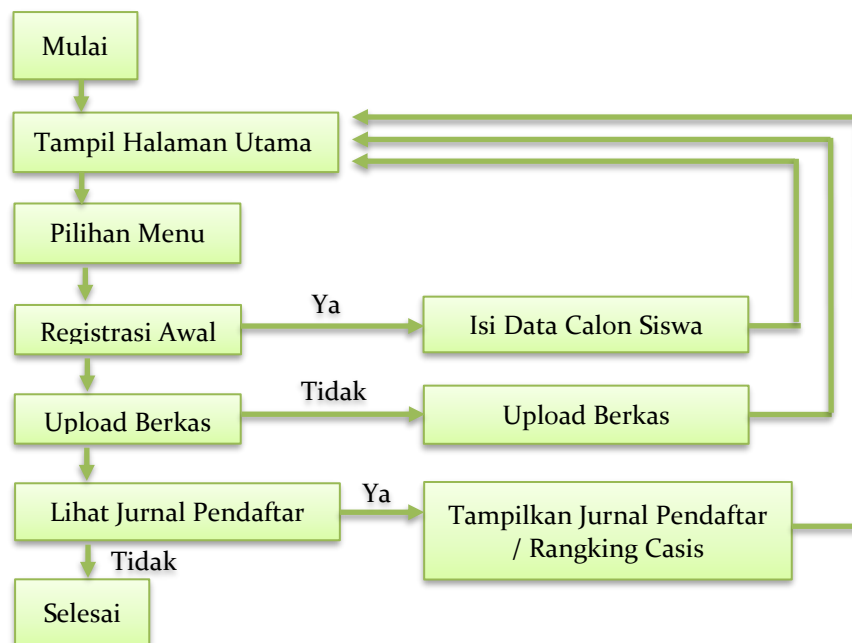 Mulai
Tampil Halaman Utama
Pilihan Menu
Registrasi Awal
Ya
Isi Data Calon Siswa
Upload Berkas
Tidak
Upload Berkas
Lihat Jurnal Pendaftar
Ya
Tampilkan Jurnal Pendaftar
/ Rangking Casis
Tidak
Selesai